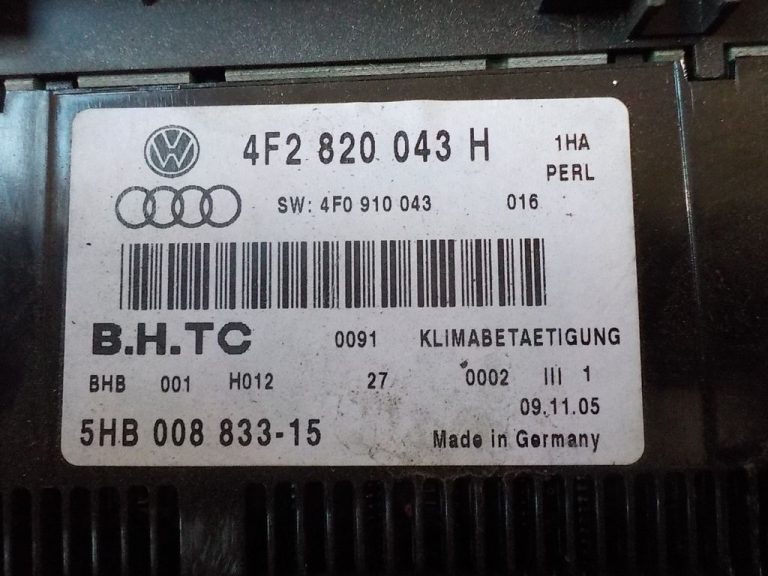 4F2 820 043 H 1HA
PERL
SW: 4F0 910 043 016
B.H.TC 0091 KLIMABETAETIGUNG
BHB 001 H012 27 0002 III 1
09.11.05
5HB 008 833-15 Made in Germany